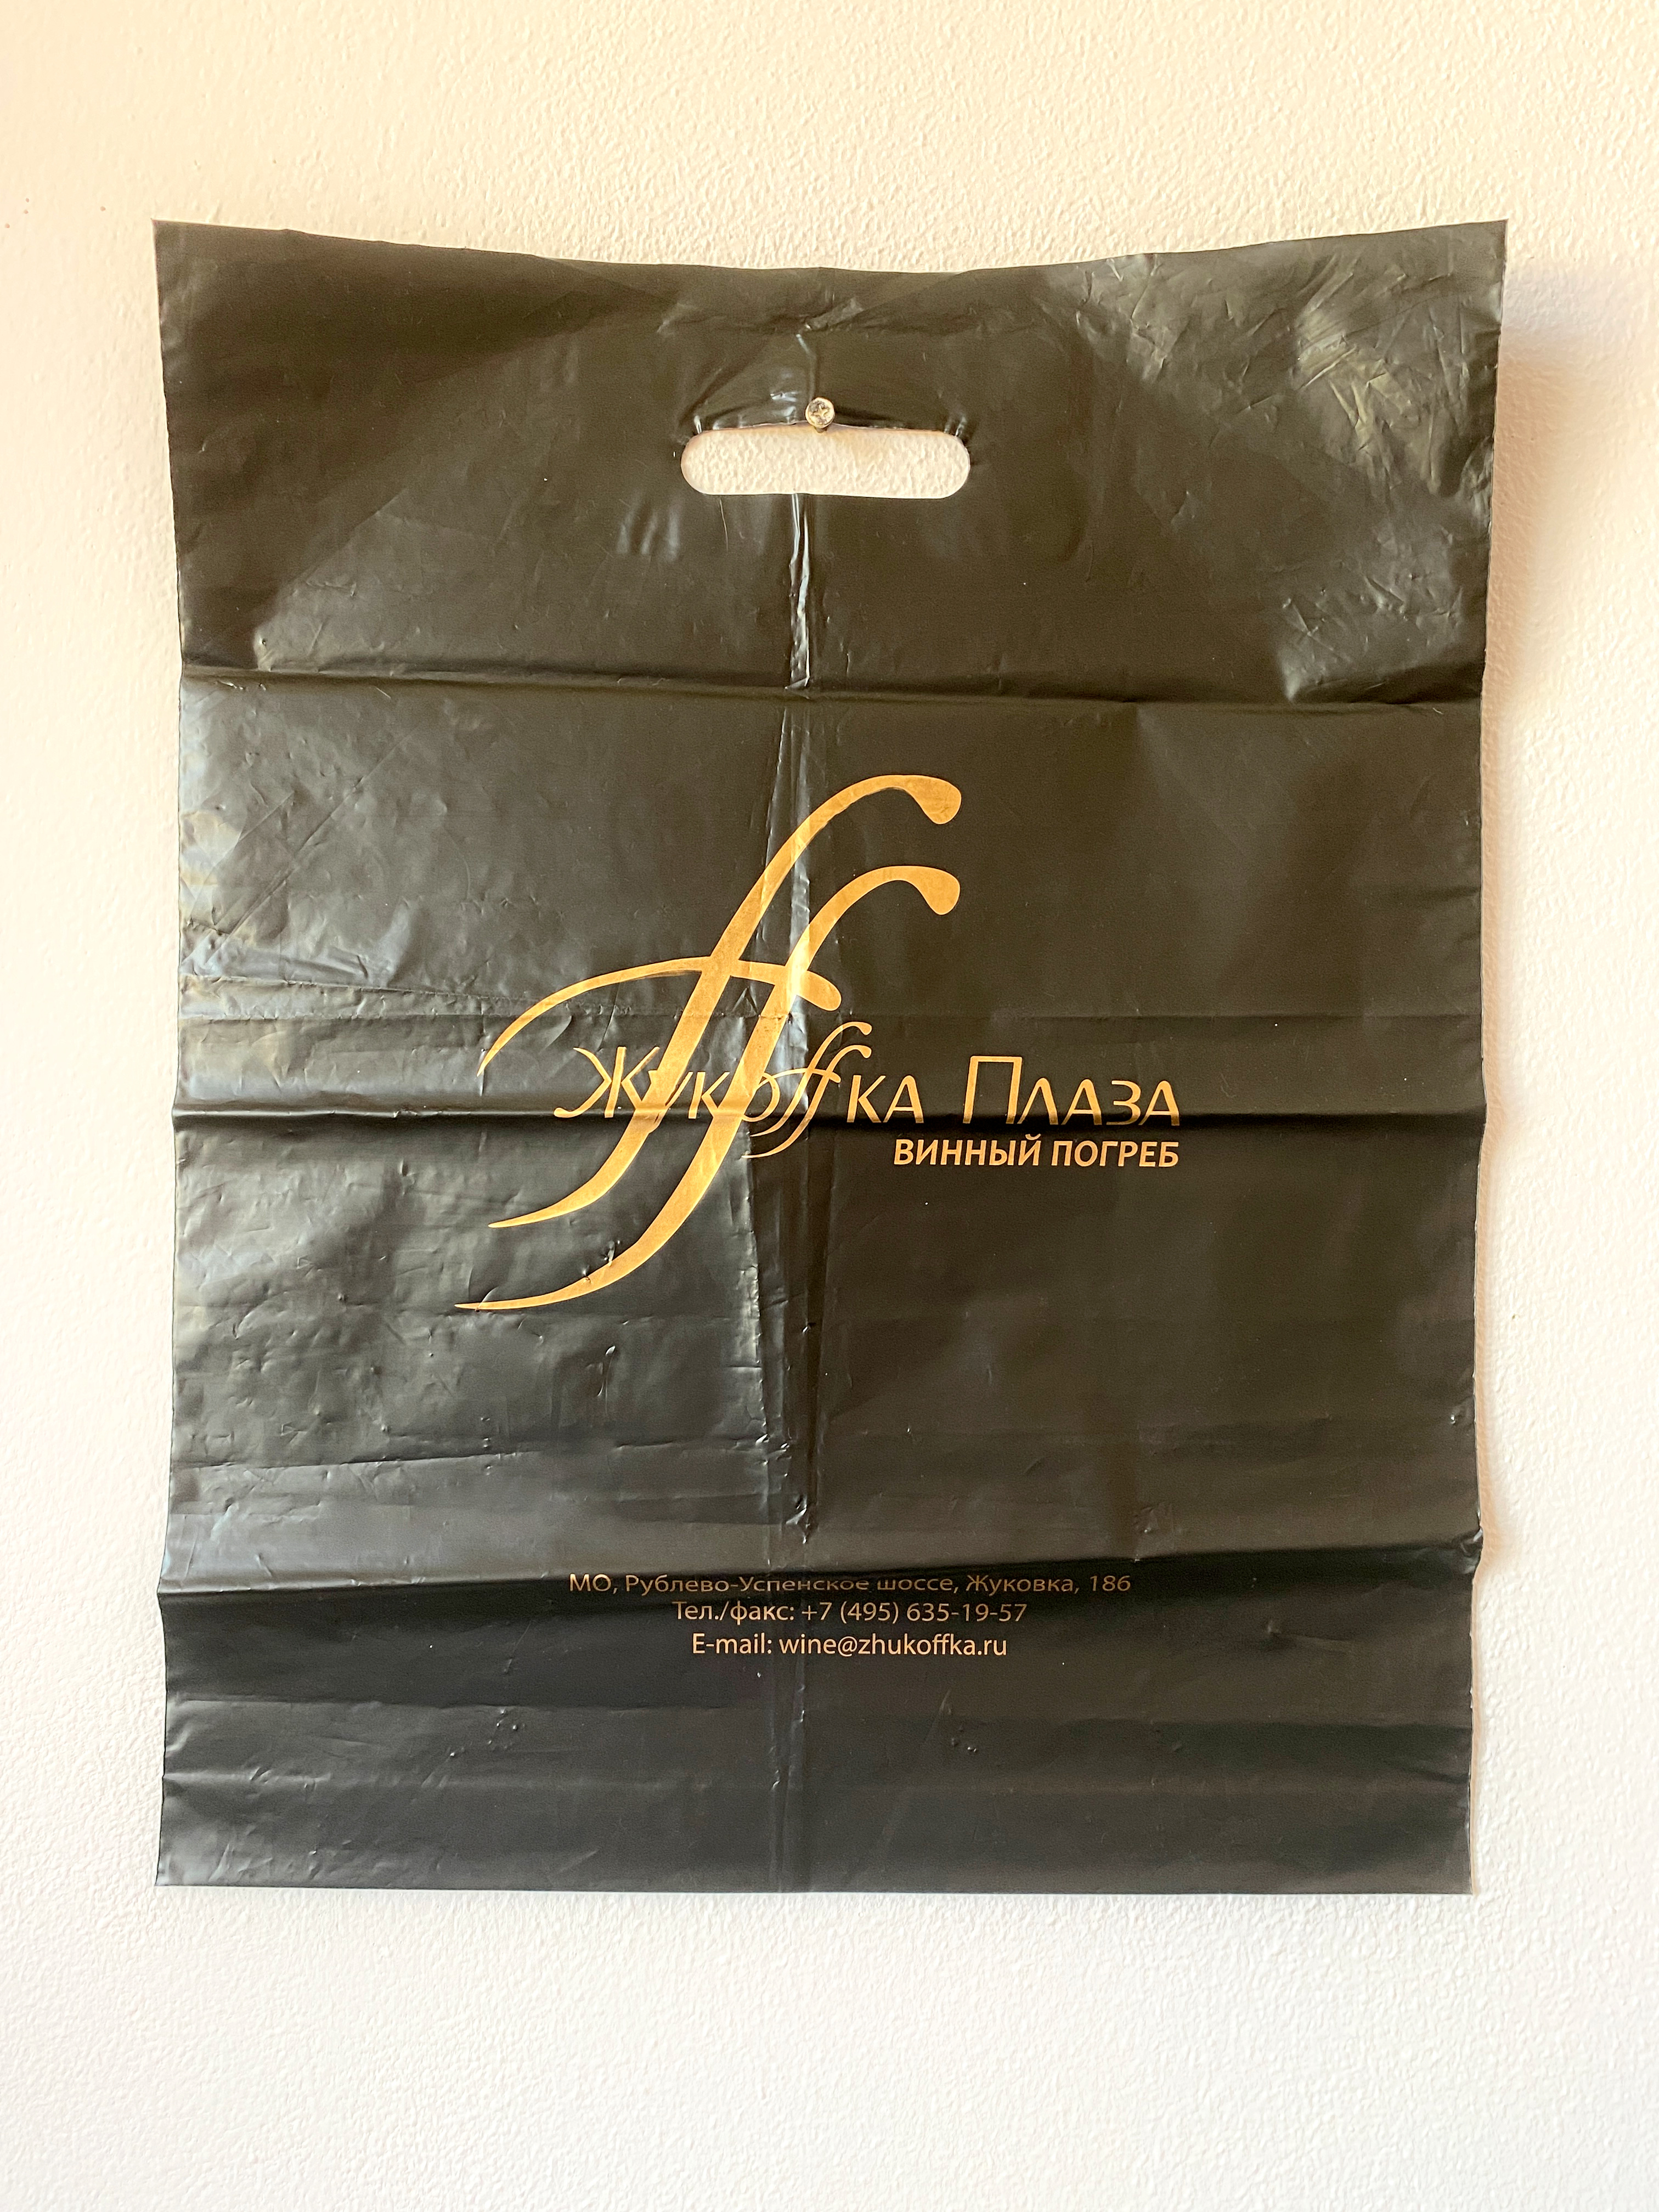 ff
Жукоffка Плаза
ВИННЫЙ ПОГРЕБ
МО, Рублево-Успенское шоссе, Жуковка, 186
Тел./факс: +7 (495) 635-19-57
E-mail: wine@zhukoffka.ru